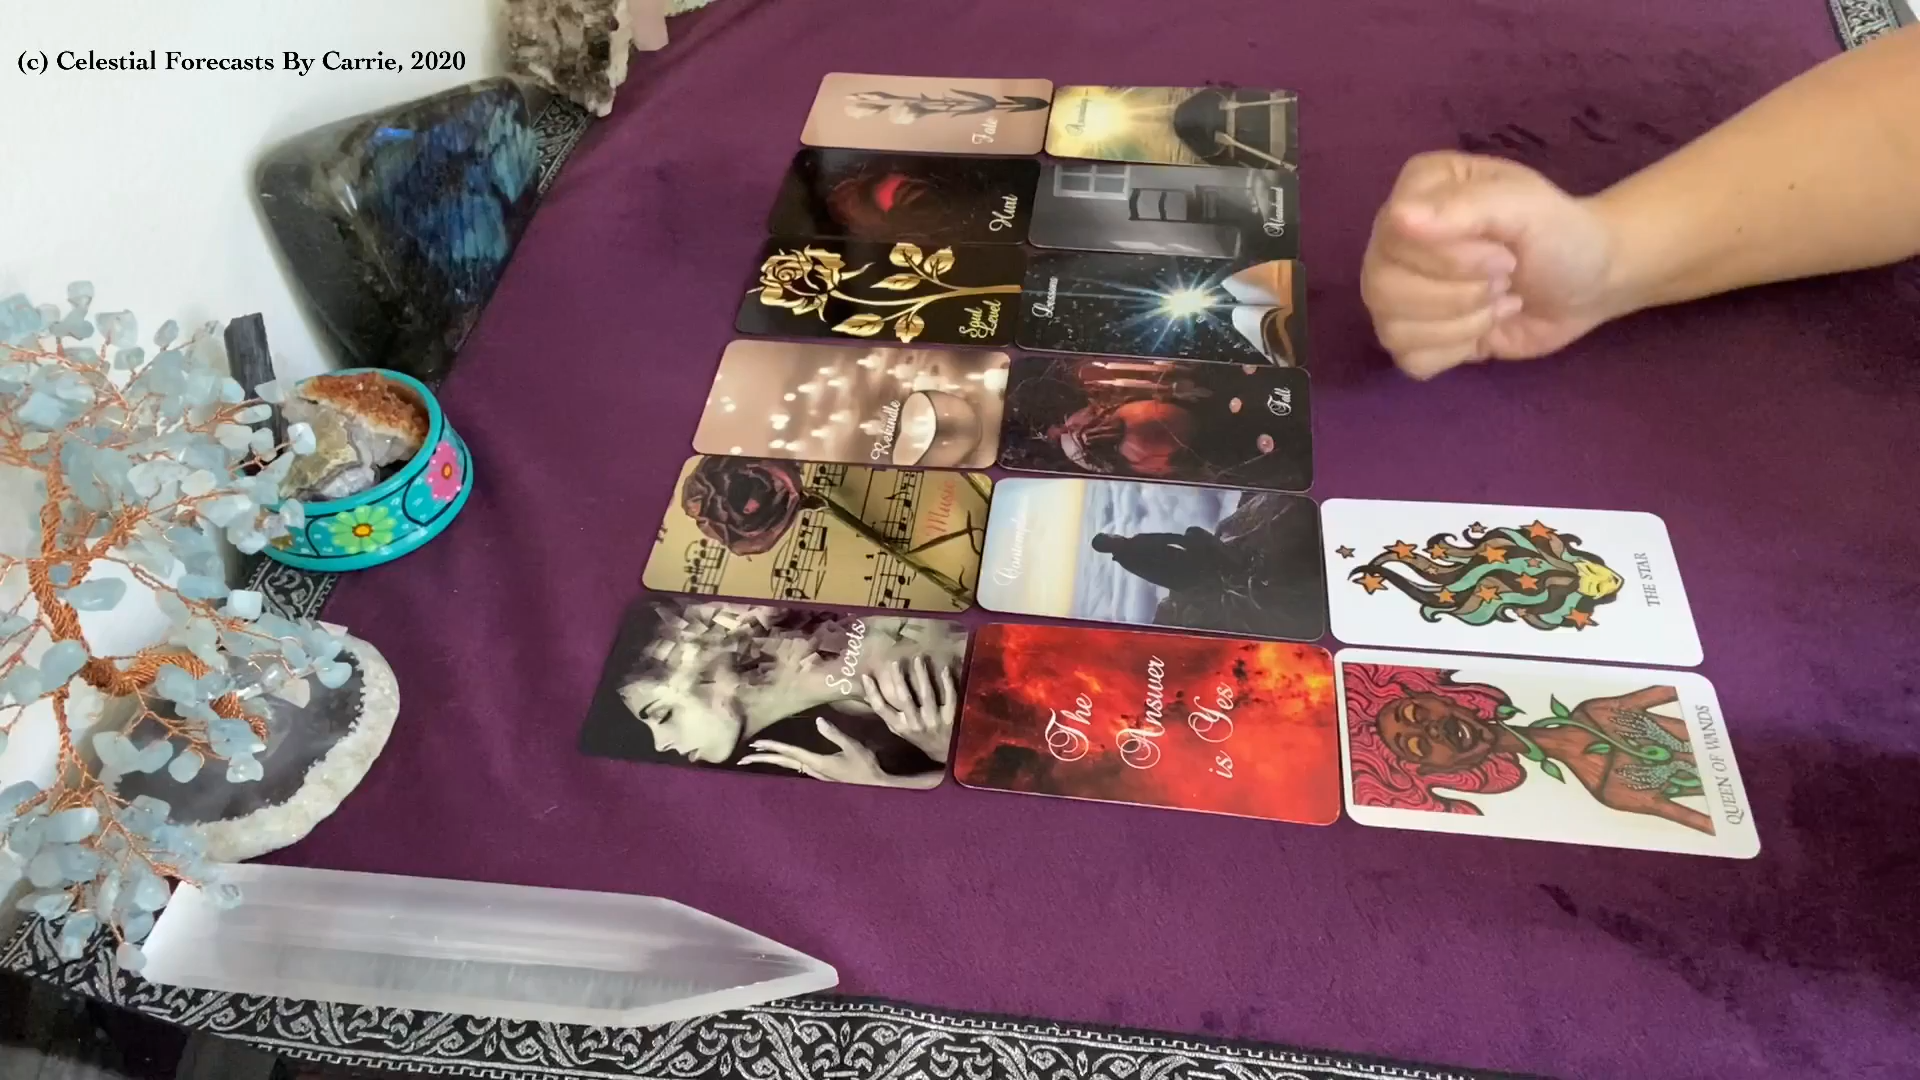 (c) Celestial Forecasts By Carrie, 2020
Fate
Hurt
Abandoned
Soul
Level
Lessons
Rekindle
Fall
Music
THE STAR
Secrets
The
Answer
is Yes
QUEEN OF WANDS